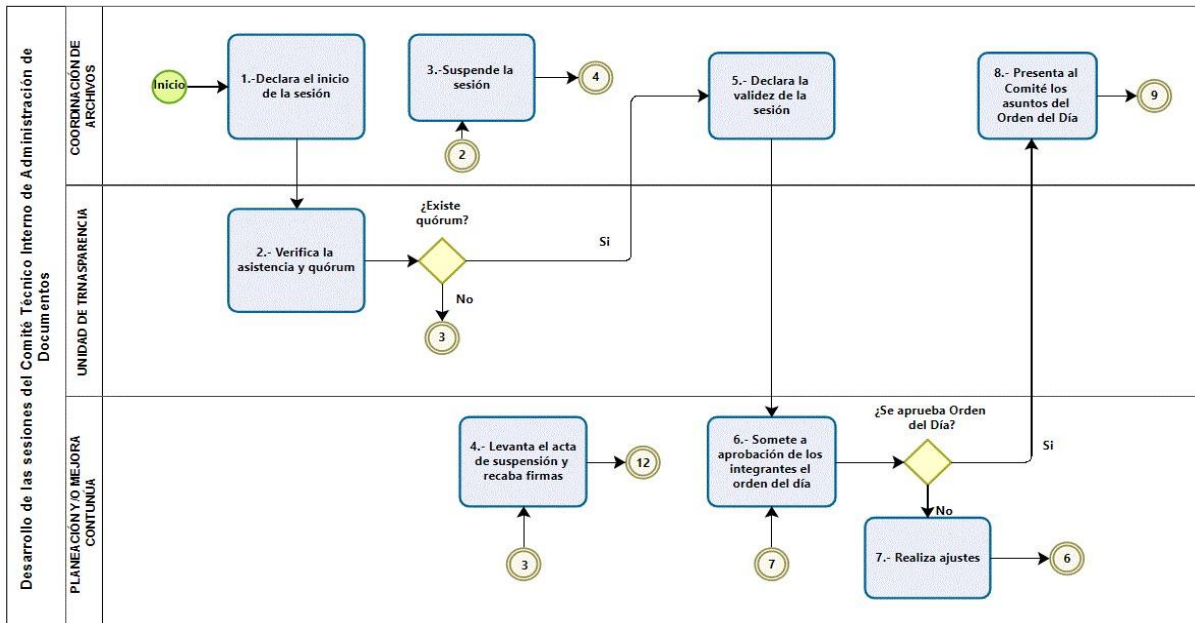 Desarrollo de las sesiones del Comité Técnico Interno de Administración de
Documentos
COORDINACIÓN DE
ARCHIVOS
Inicio
1.-Declara el inicio
de la sesión
3.-Suspende la
sesión
4
2
5.- Declara la
validez de la
sesión
8.- Presenta al
Comité los
asuntos del
Orden del Día
9
UNIDAD DE TRNASPARENCIA
2.- Verifica la
asistencia y quórum
¿Existe
quórum?
Si
No
3
PLANEACIÓN Y /O MEJORA
CONTUNUA
4.- Levanta el acta
de suspensión y
recaba firmas
12
3
6.- Somete a
aprobación de los
integrantes el
orden del día
7
¿Se aprueba Orden
del Día?
Si
No
7.- Realiza ajustes
6